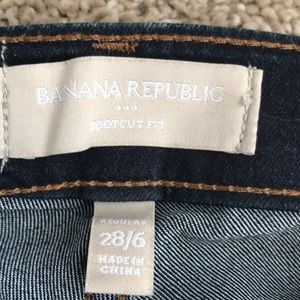 BANANA REPUBLIC
BOOTCUT FIT
REGULAR
28/6
MADE IN
CHINA